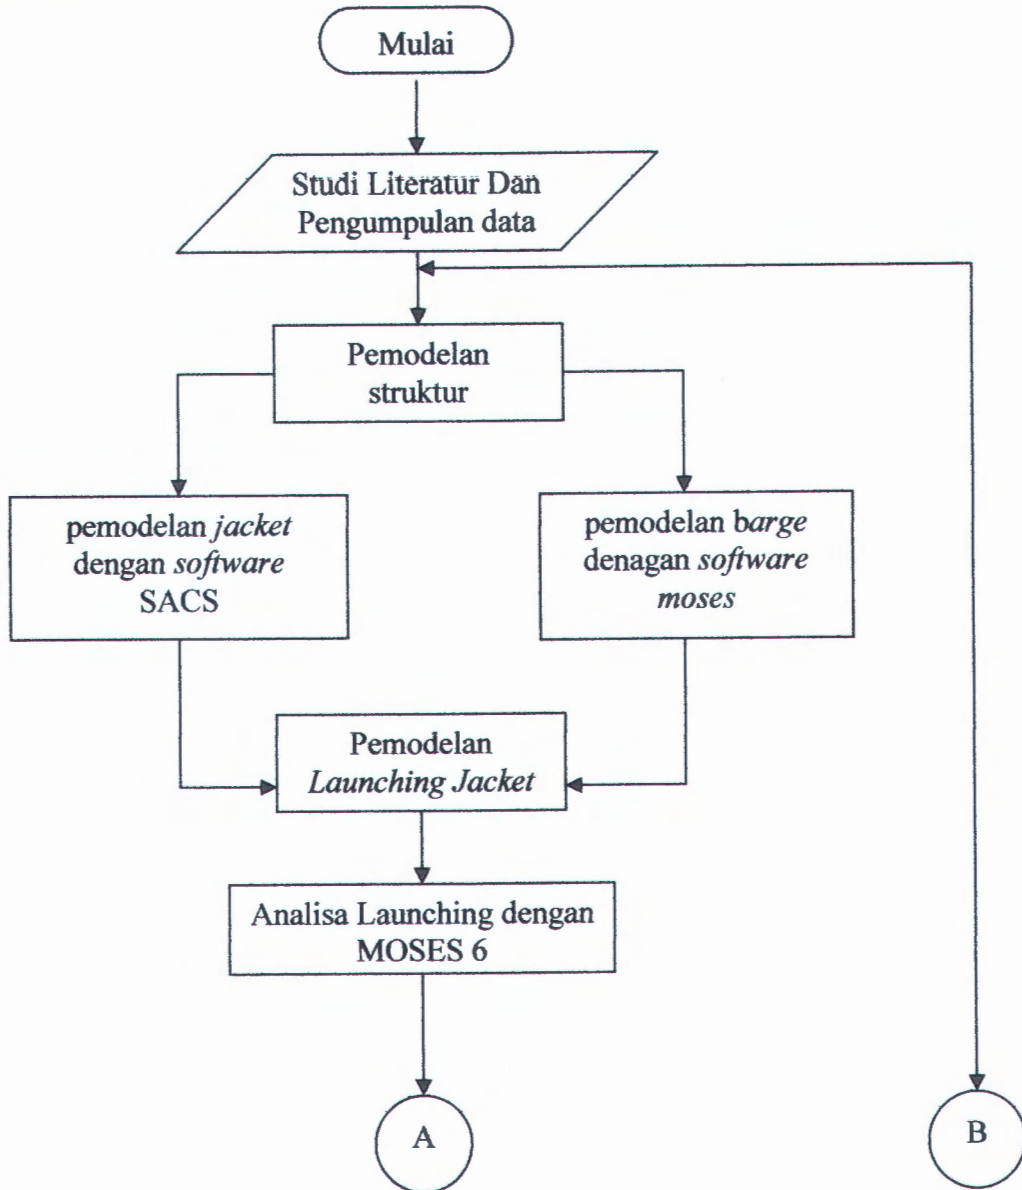 Mulai
Studi Literatur Dan
Pengumpulan data
Pemodelan
struktur
pemodelan jacket
dengan software
SACS
pemodelan barge
denagan software
moses
Pemodelan
Launching Jacket
Analisa Launching dengan
MOSES 6
A
B